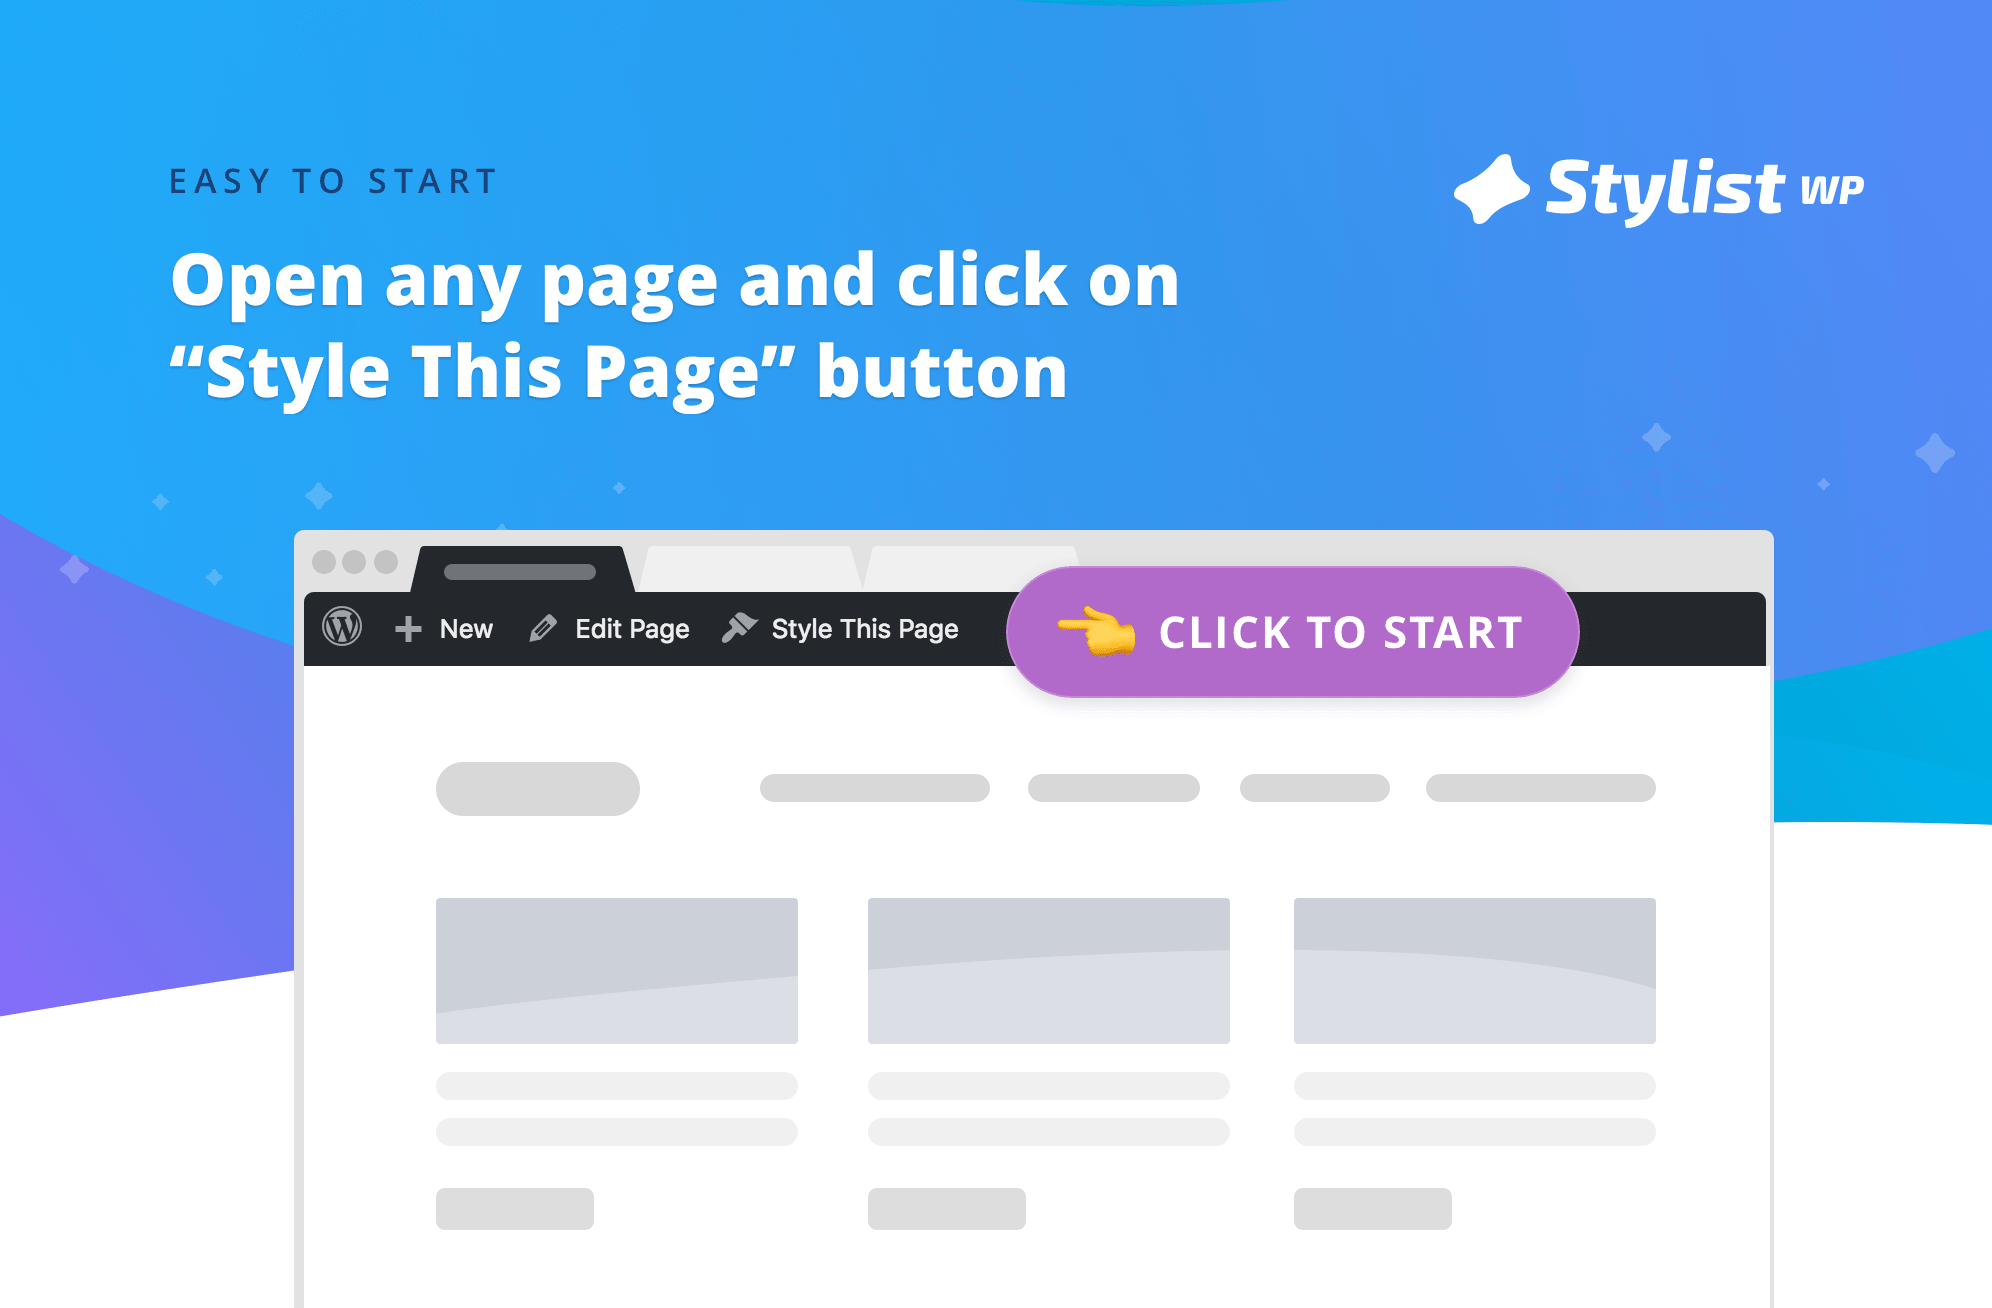 EASY TO START
Stylist WP
Open any page and click on
“Style This Page” button
New
Edit Page
Style This Page
CLICK TO START